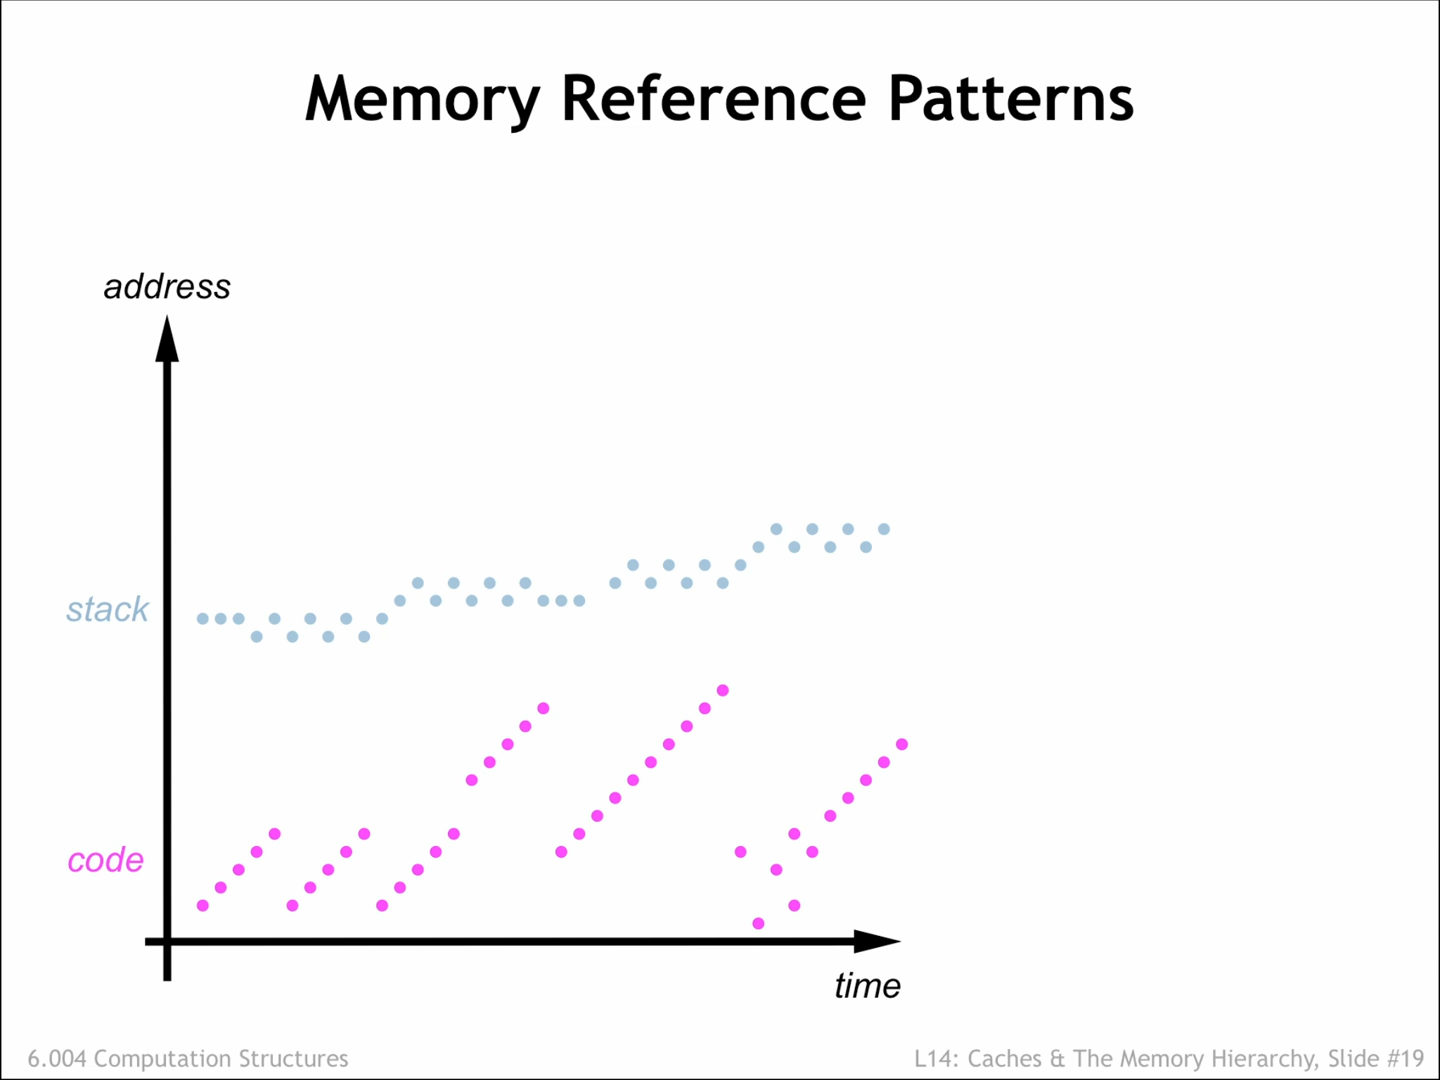 Memory Reference Patterns
address
stack
code
time
6.004 Computation Structures
L14: Caches & The Memory Hierarchy, Slide #19